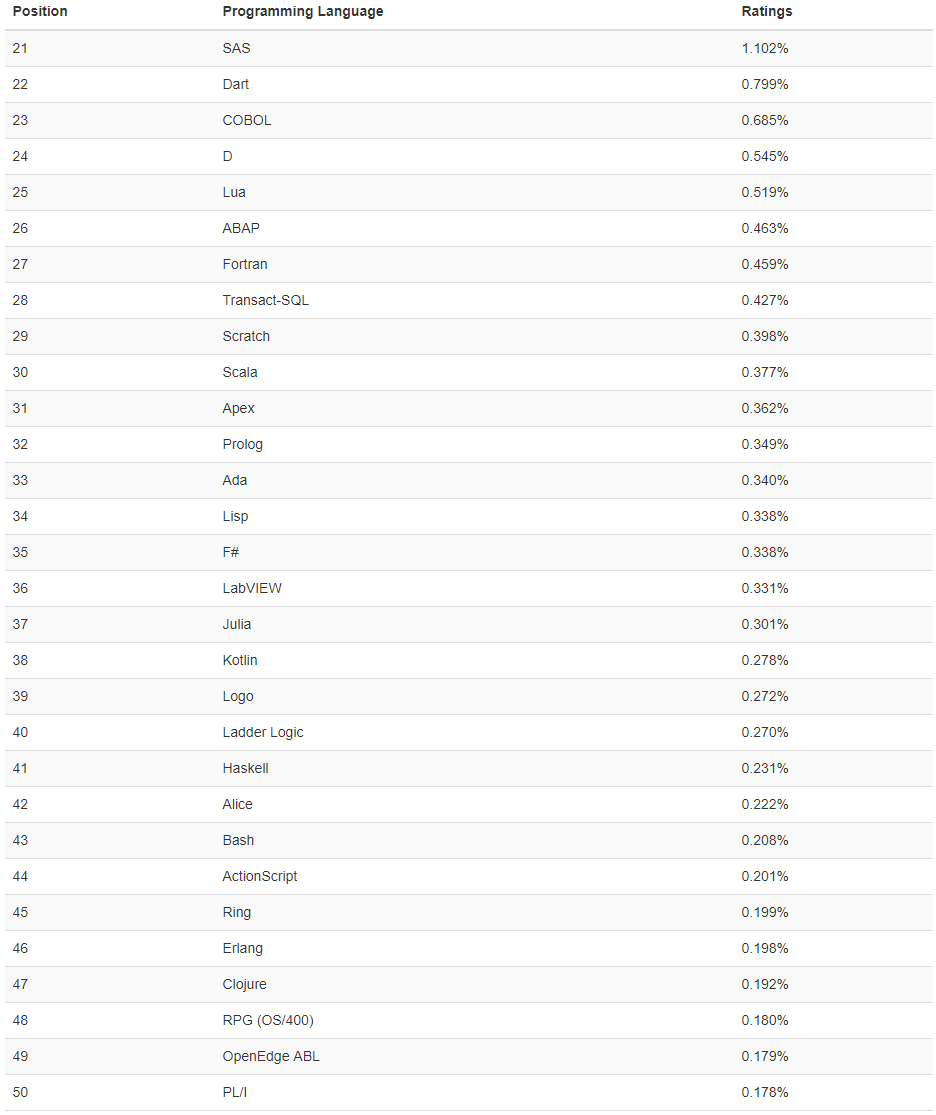 Position Programming Language Ratings
21 SAS 1.102%
22 Dart 0.799%
23 COBOL 0.685%
24 D 0.545%
25 Lua 0.519%
26 ABAP 0.463%
27 Fortran 0.459%
28 Transact-SQL 0.427%
29 Scratch 0.398%
30 Scala 0.377%
31 Apex 0.362%
32 Prolog 0.349%
33 Ada 0.340%
34 Lisp 0.338%
35 F# 0.338%
36 LabVIEW 0.331%
37 Julia 0.301%
38 Kotlin 0.278%
39 Logo 0.272%
40 Ladder Logic 0.270%
41 Haskell 0.231%
42 Alice 0.222%
43 Bash 0.208%
44 ActionScript 0.201%
45 Ring 0.199%
46 Erlang 0.198%
47 Clojure 0.192%
48 RPG (OS/400) 0.180%
49 OpenEdge ABL 0.179%
50 PL/I 0.178%